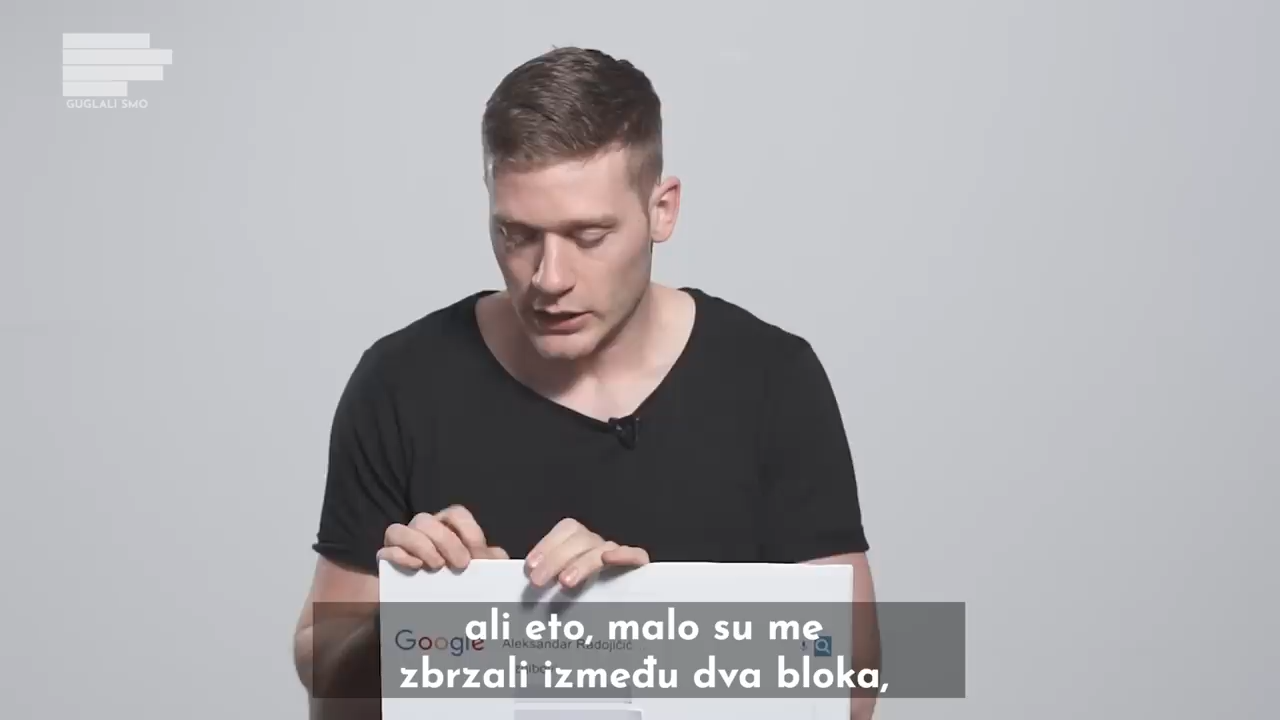 GUGLALI SMO
Google Aleksandar Radojičić
ali eto, malo su me
zbrzali između dva bloka,